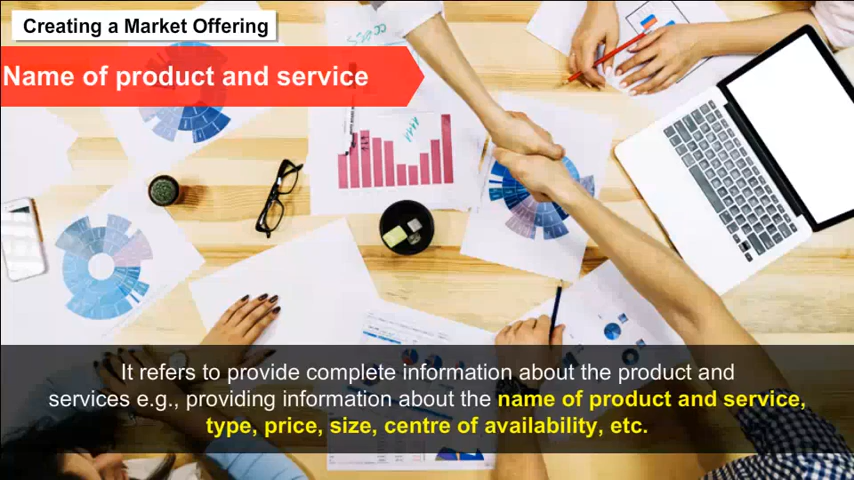 Creating a Market Offering
Name of product and service
It refers to provide complete information about the product and
services e.g., providing information about the name of product and service,
type, price, size, centre of availability, etc.